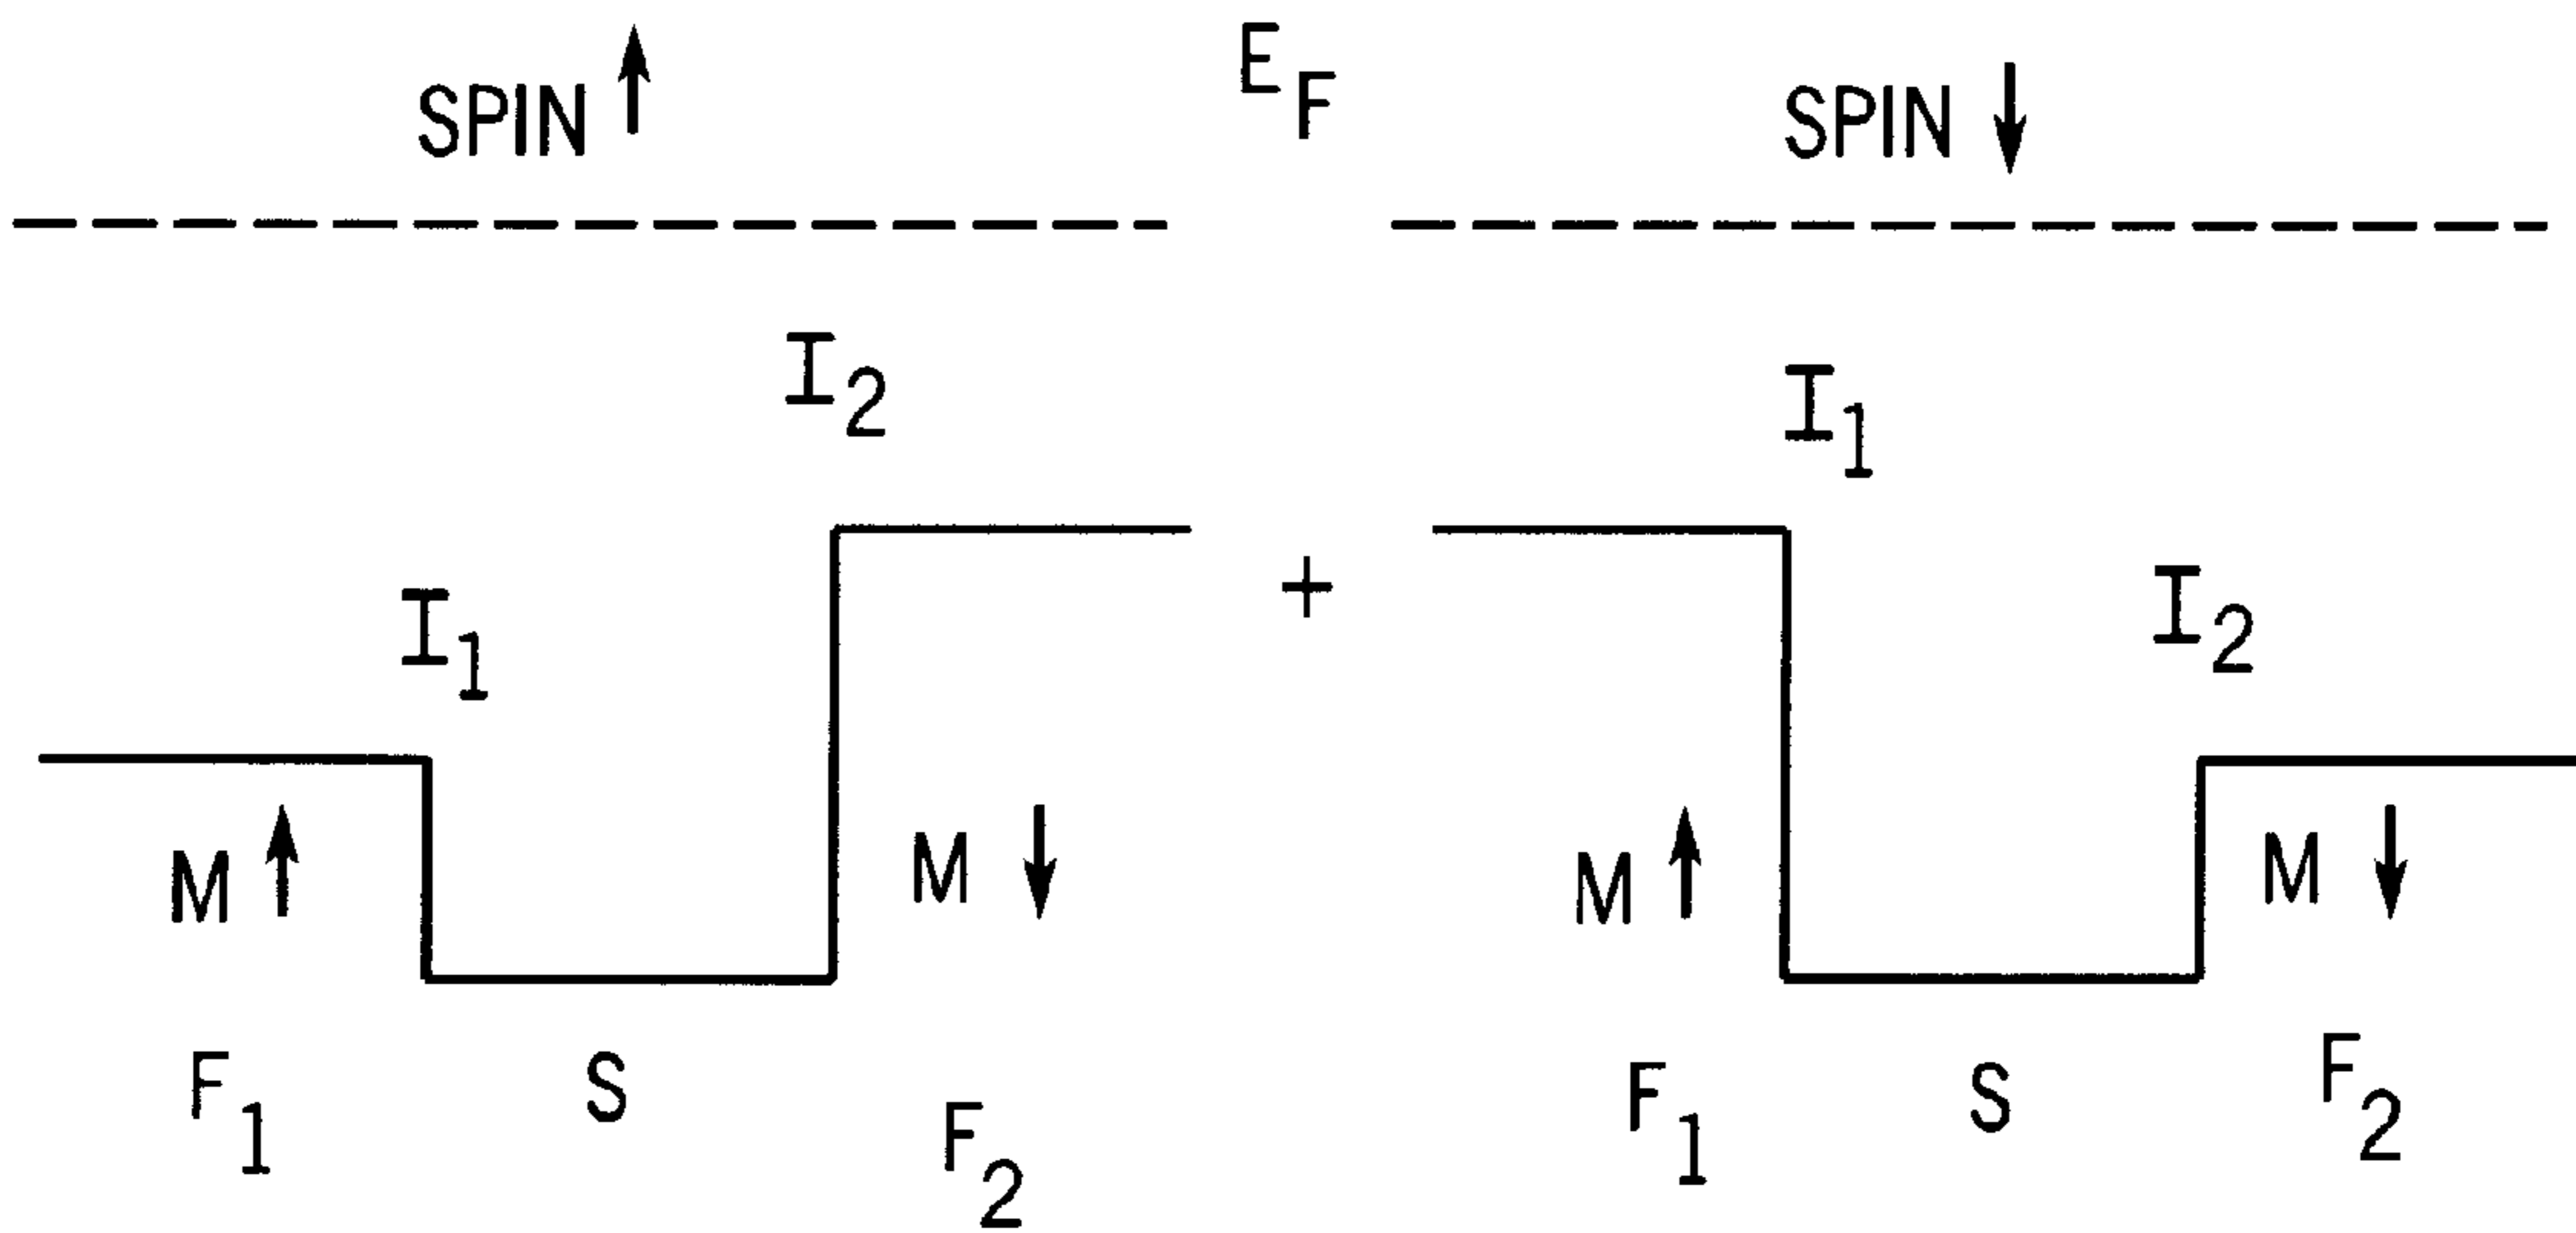 SPIN ↑
E_F
SPIN ↓
I_2
I_1
I_1
I_2
+
M ↑
M ↓
M ↑
M ↓
F_1
S
F_2
F_1
S
F_2